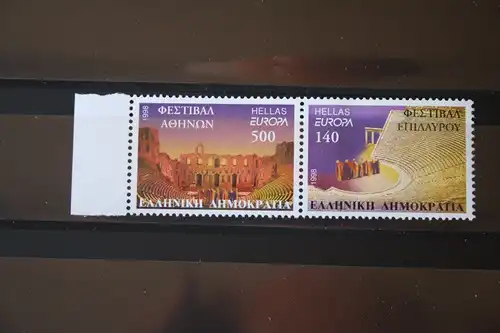 1998
ΦΕΣΤΙΒΑΛ
ΑΘΗΝΩΝ
HELLAS
EUROPA
500
ΕΛΛΗΝΙΚΗ ΔΗΜΟΚΡΑΤΙΑ
HELLAS
EUROPA
140
ΦΕΣΤΙΒΑΛ
ΕΠΙΔΑΥΡΟΥ
1998
ΕΛΛΗΝΙΚΗ ΔΗΜΟΚΡΑΤΙΑ